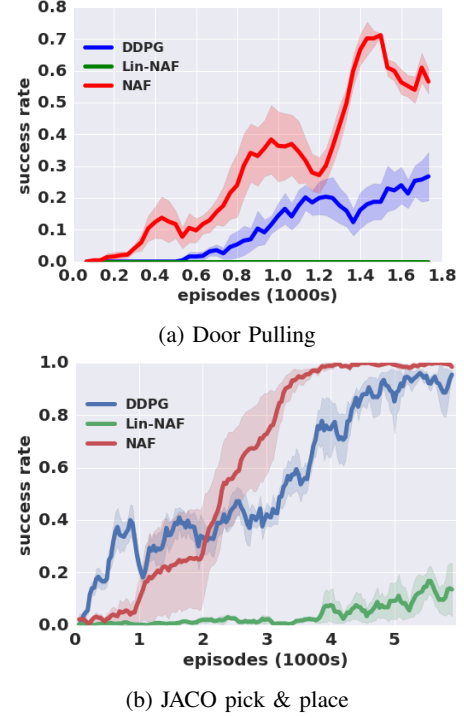 0.8
0.7
0.6
0.5
0.4
0.3
0.2
0.1
0.0
success rate
DDPG
Lin-NAF
NAF
0.0 0.2 0.4 0.6 0.8 1.0 1.2 1.4 1.6 1.8
episodes (1000s)
(a) Door Pulling
1.0
0.8
0.6
0.4
0.2
0.0
success rate
DDPG
Lin-NAF
NAF
0 1 2 3 4 5
episodes (1000s)
(b) JACO pick & place